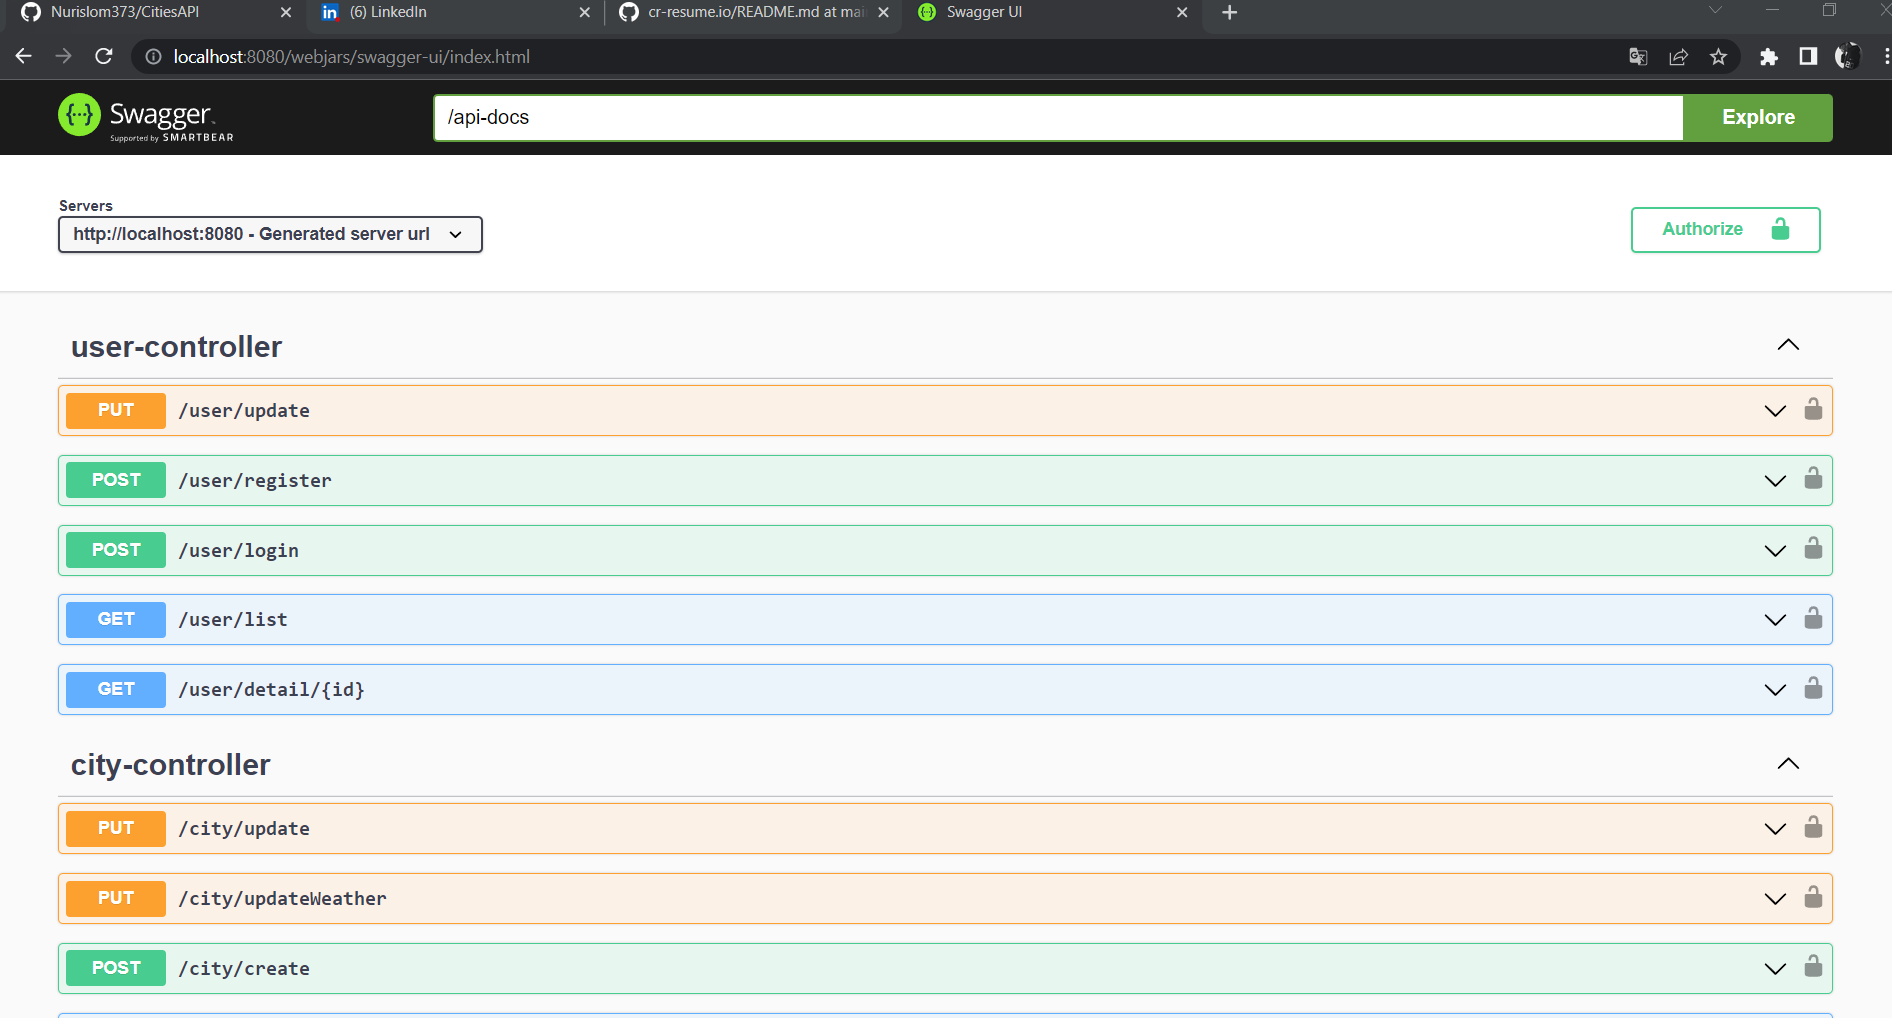 Nurislom373/CitiesAPI
(6) LinkedIn
cr-resume.io/README.md at mai
Swagger UI
localhost:8080/webjars/swagger-ui/index.html
Swagger.
Supported by SMARTBEAR
/api-docs
Explore
Servers
http://localhost:8080 - Generated server url
Authorize
user-controller
PUT /user/update
POST /user/register
POST /user/login
GET /user/list
GET /user/detail/{id}
city-controller
PUT /city/update
PUT /city/updateWeather
POST /city/create